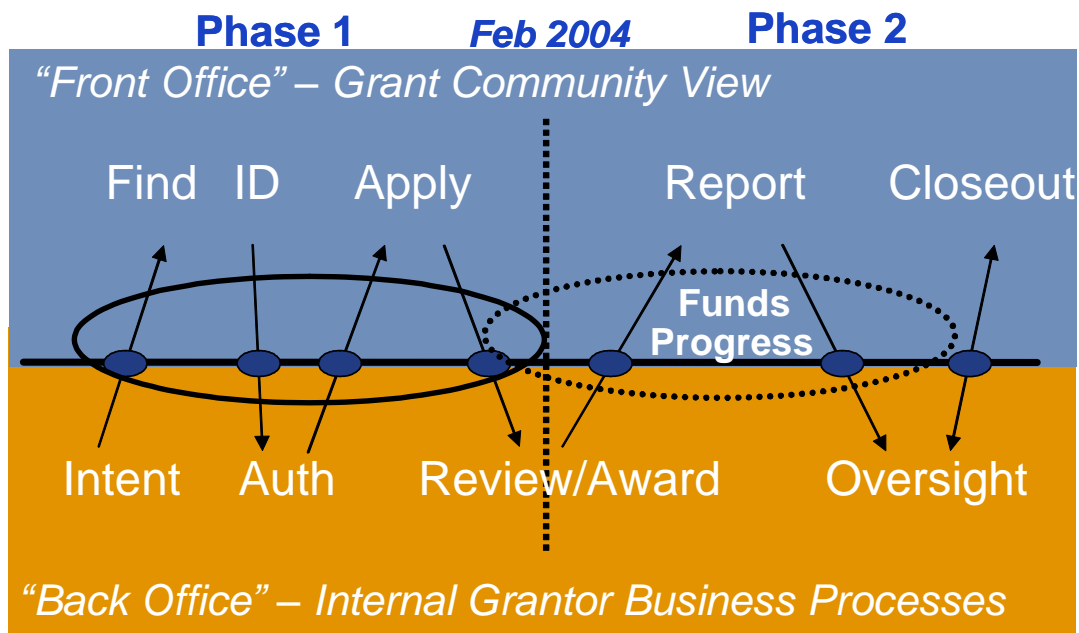 Phase 1 Feb 2004 Phase 2
“Front Office” – Grant Community View
Find ID Apply Report Closeout
Funds
Progress
Intent Auth Review/Award Oversight
“Back Office” – Internal Grantor Business Processes